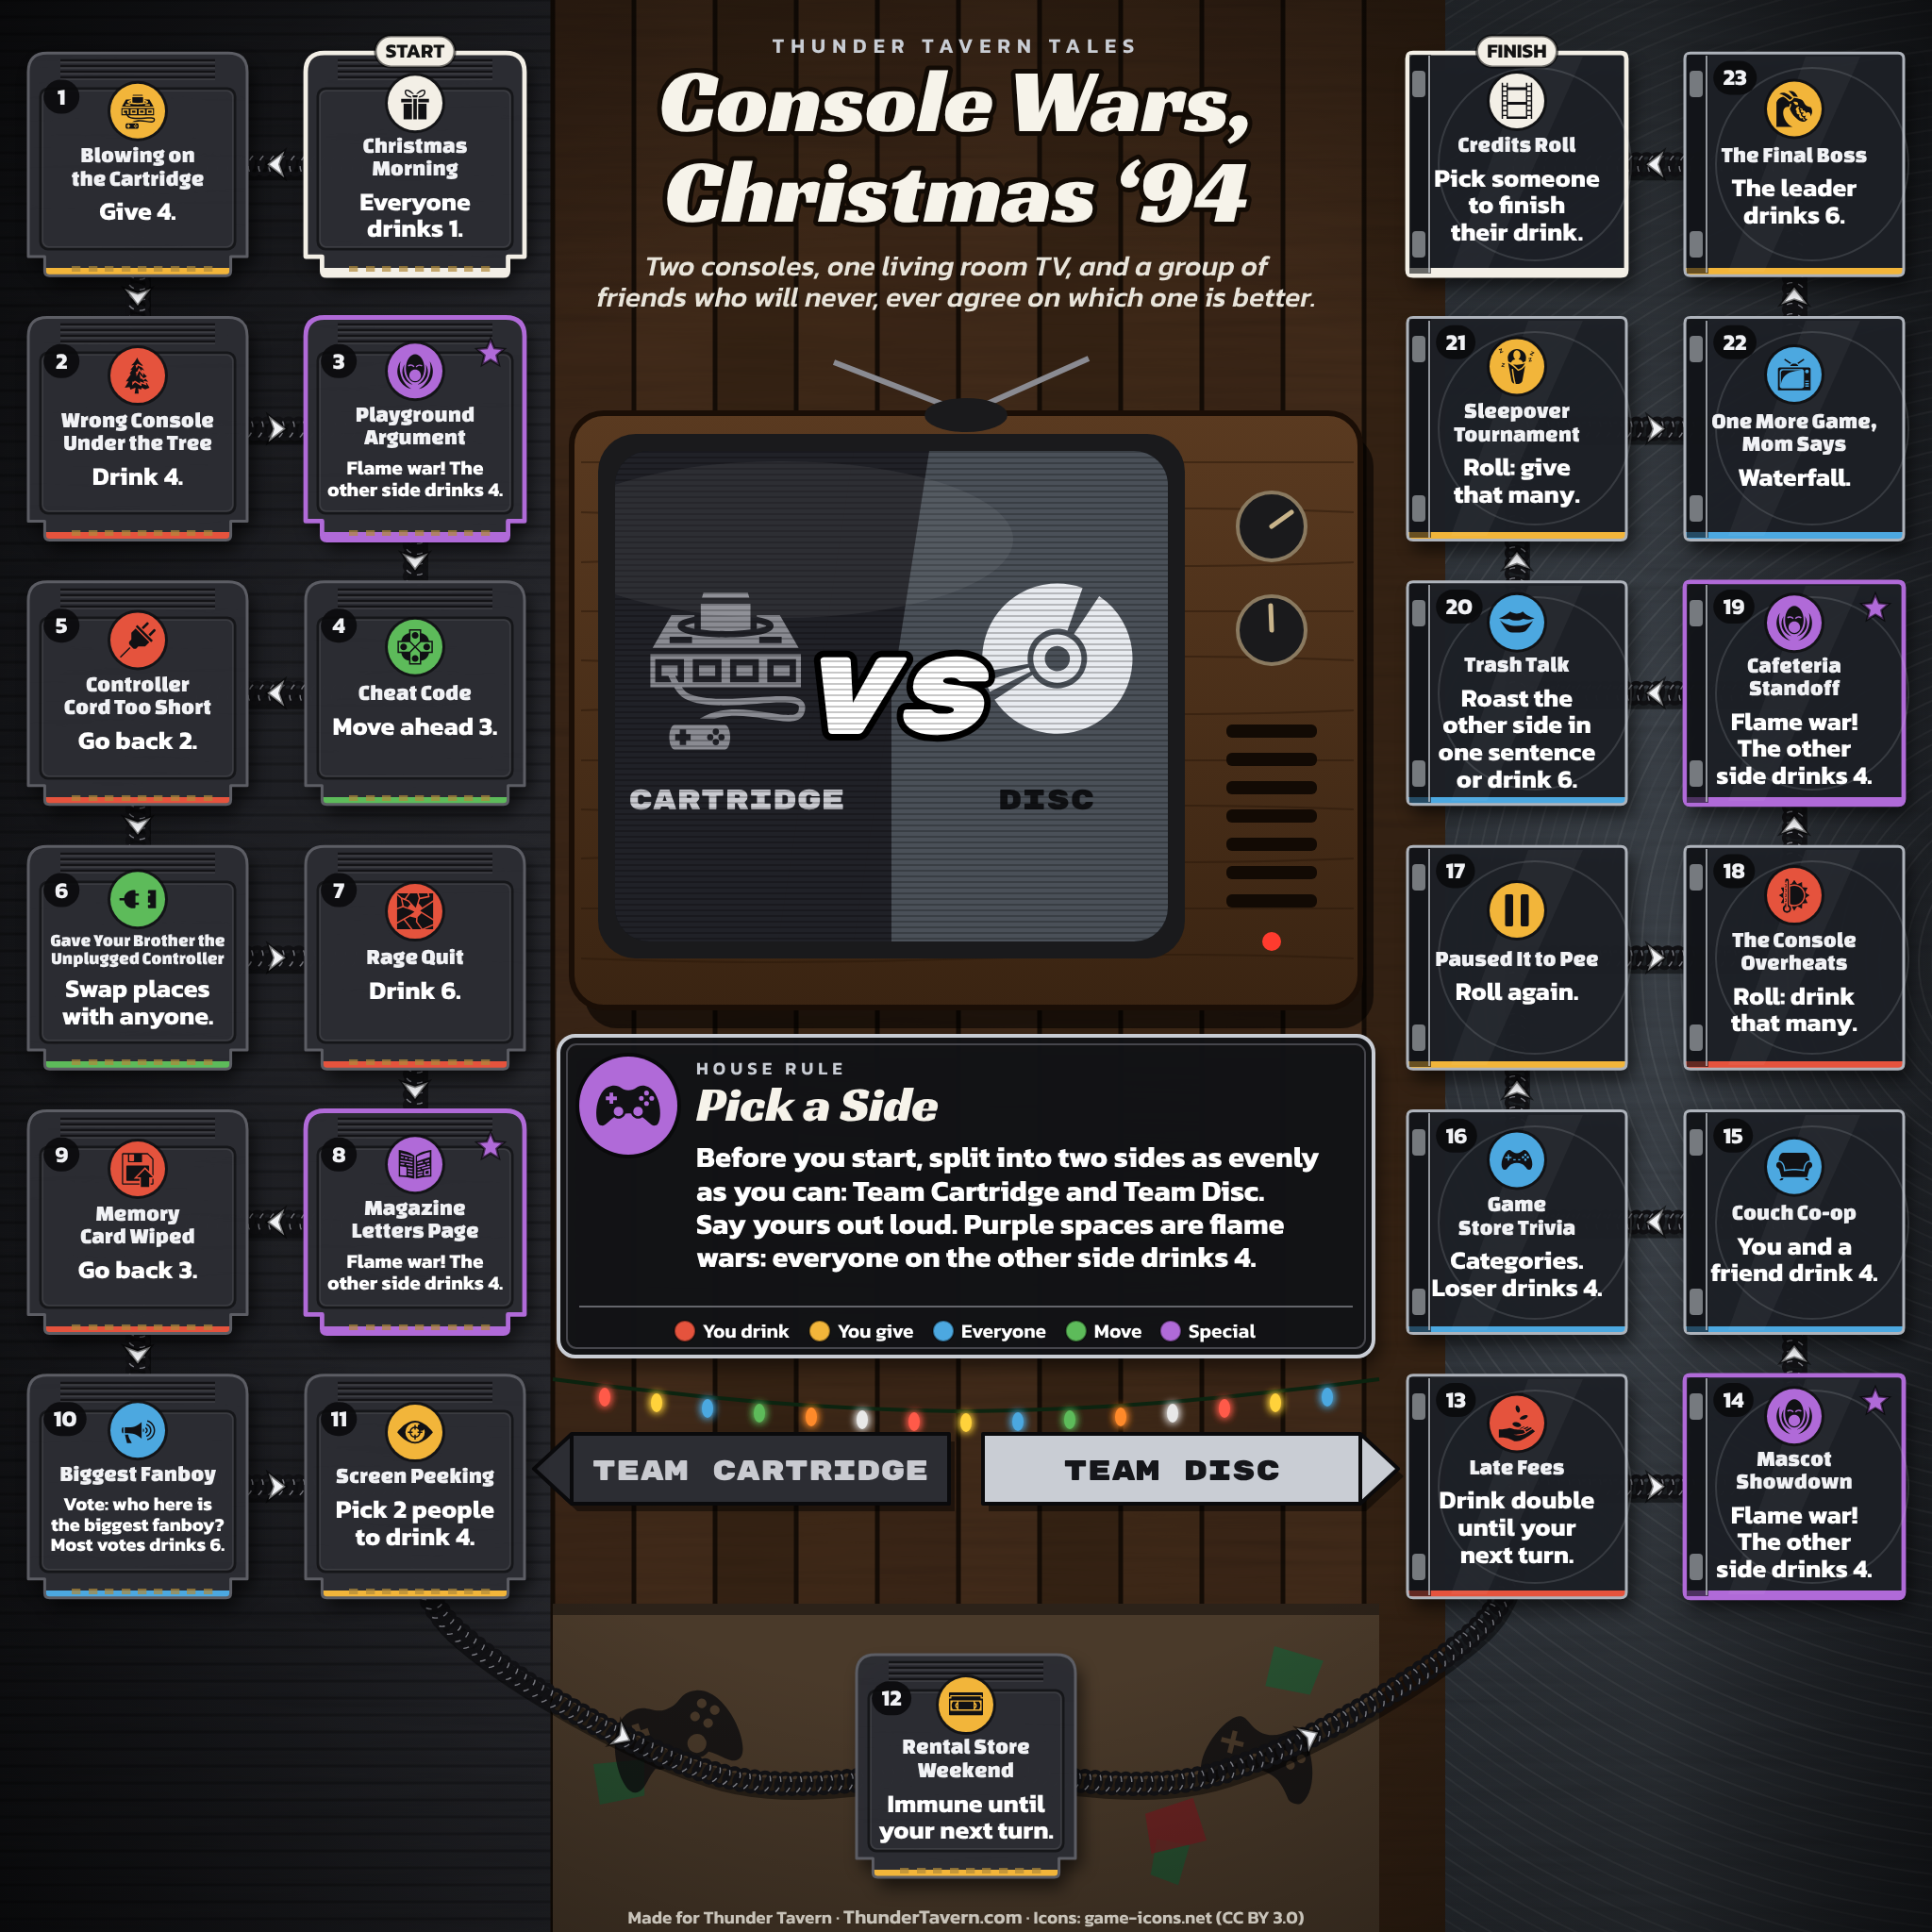 THUNDER TAVERN TALES
Console Wars,
Christmas ‘94
Two consoles, one living room TV, and a group of
friends who will never, ever agree on which one is better.
START
Christmas
Morning
Everyone
drinks 1.
1
Blowing on
the Cartridge
Give 4.
2
Wrong Console
Under the Tree
Drink 4.
3
Playground
Argument
Flame war! The
other side drinks 4.
4
Cheat Code
Move ahead 3.
5
Controller
Cord Too Short
Go back 2.
6
Gave Your Brother the
Unplugged Controller
Swap places
with anyone.
7
Rage Quit
Drink 6.
8
Magazine
Letters Page
Flame war! The
other side drinks 4.
9
Memory
Card Wiped
Go back 3.
10
Biggest Fanboy
Vote: who here is
the biggest fanboy?
Most votes drinks 6.
11
Screen Peeking
Pick 2 people
to drink 4.
VS
CARTRIDGE
DISC
HOUSE RULE
Pick a Side
Before you start, split into two sides as evenly
as you can: Team Cartridge and Team Disc.
Say yours out loud. Purple spaces are flame
wars: everyone on the other side drinks 4.
You drink
You give
Everyone
Move
Special
TEAM CARTRIDGE
TEAM DISC
12
Rental Store
Weekend
Immune until
your next turn.
13
Late Fees
Drink double
until your
next turn.
14
Mascot
Showdown
Flame war!
The other
side drinks 4.
15
Couch Co-op
You and a
friend drink 4.
16
Game
Store Trivia
Categories.
Loser drinks 4.
17
Paused It to Pee
Roll again.
18
The Console
Overheats
Roll: drink
that many.
19
Cafeteria
Standoff
Flame war!
The other
side drinks 4.
20
Trash Talk
Roast the
other side in
one sentence
or drink 6.
21
Sleepover
Tournament
Roll: give
that many.
22
One More Game,
Mom Says
Waterfall.
23
The Final Boss
The leader
drinks 6.
FINISH
Credits Roll
Pick someone
to finish
their drink.
Made for Thunder Tavern · ThunderTavern.com · Icons: game-icons.net (CC BY 3.0)